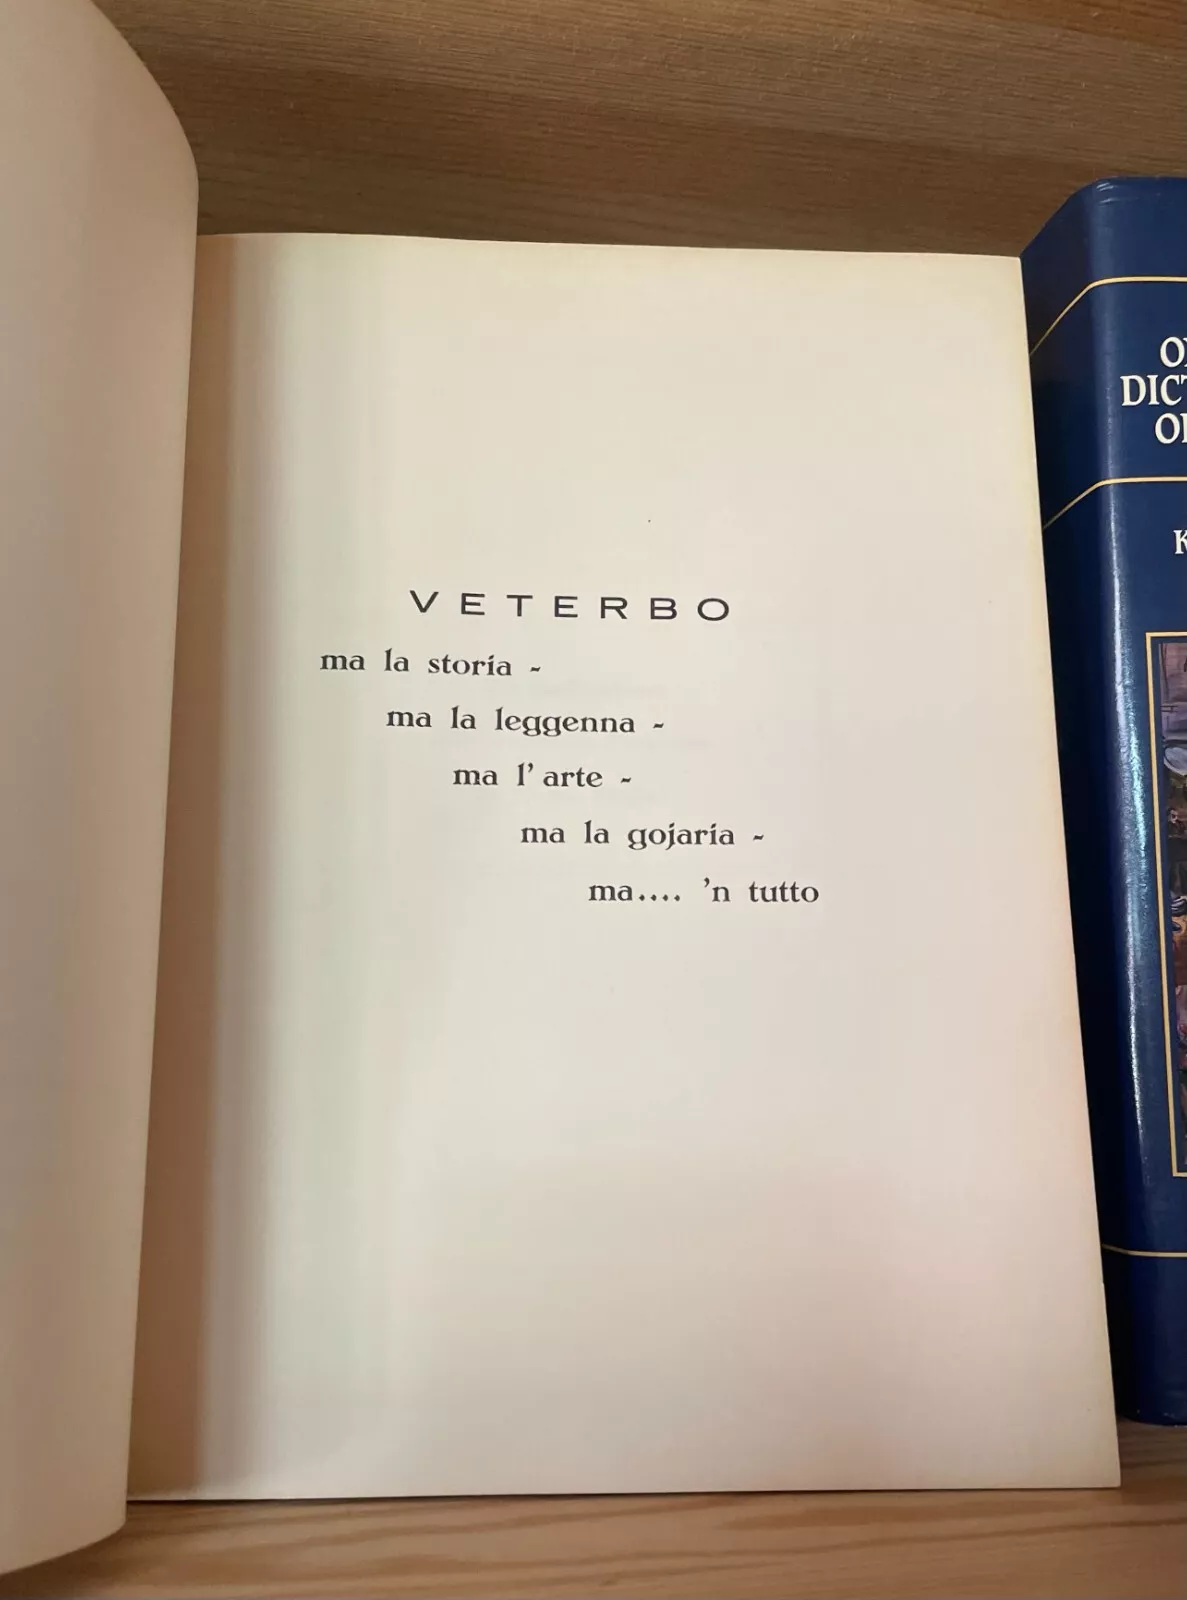 VETERBO
ma la storia -
ma la leggenna -
ma l' arte -
ma la gojaria -
ma.... 'n tutto